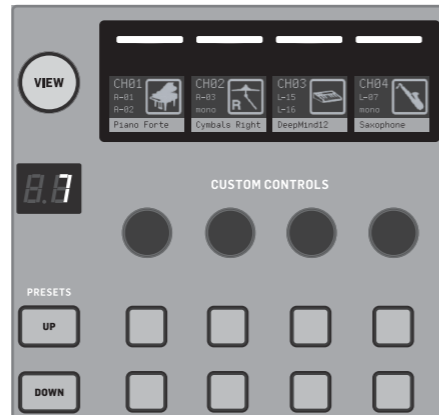 VIEW
CH01 CH02 CH03 CH04
A-01 A-03 L-15 L-07
A-02 mono L-16 mono
R
Piano Forte Cymbals Right DeepMind12 Saxophone
7
CUSTOM CONTROLS
PRESETS
UP
DOWN